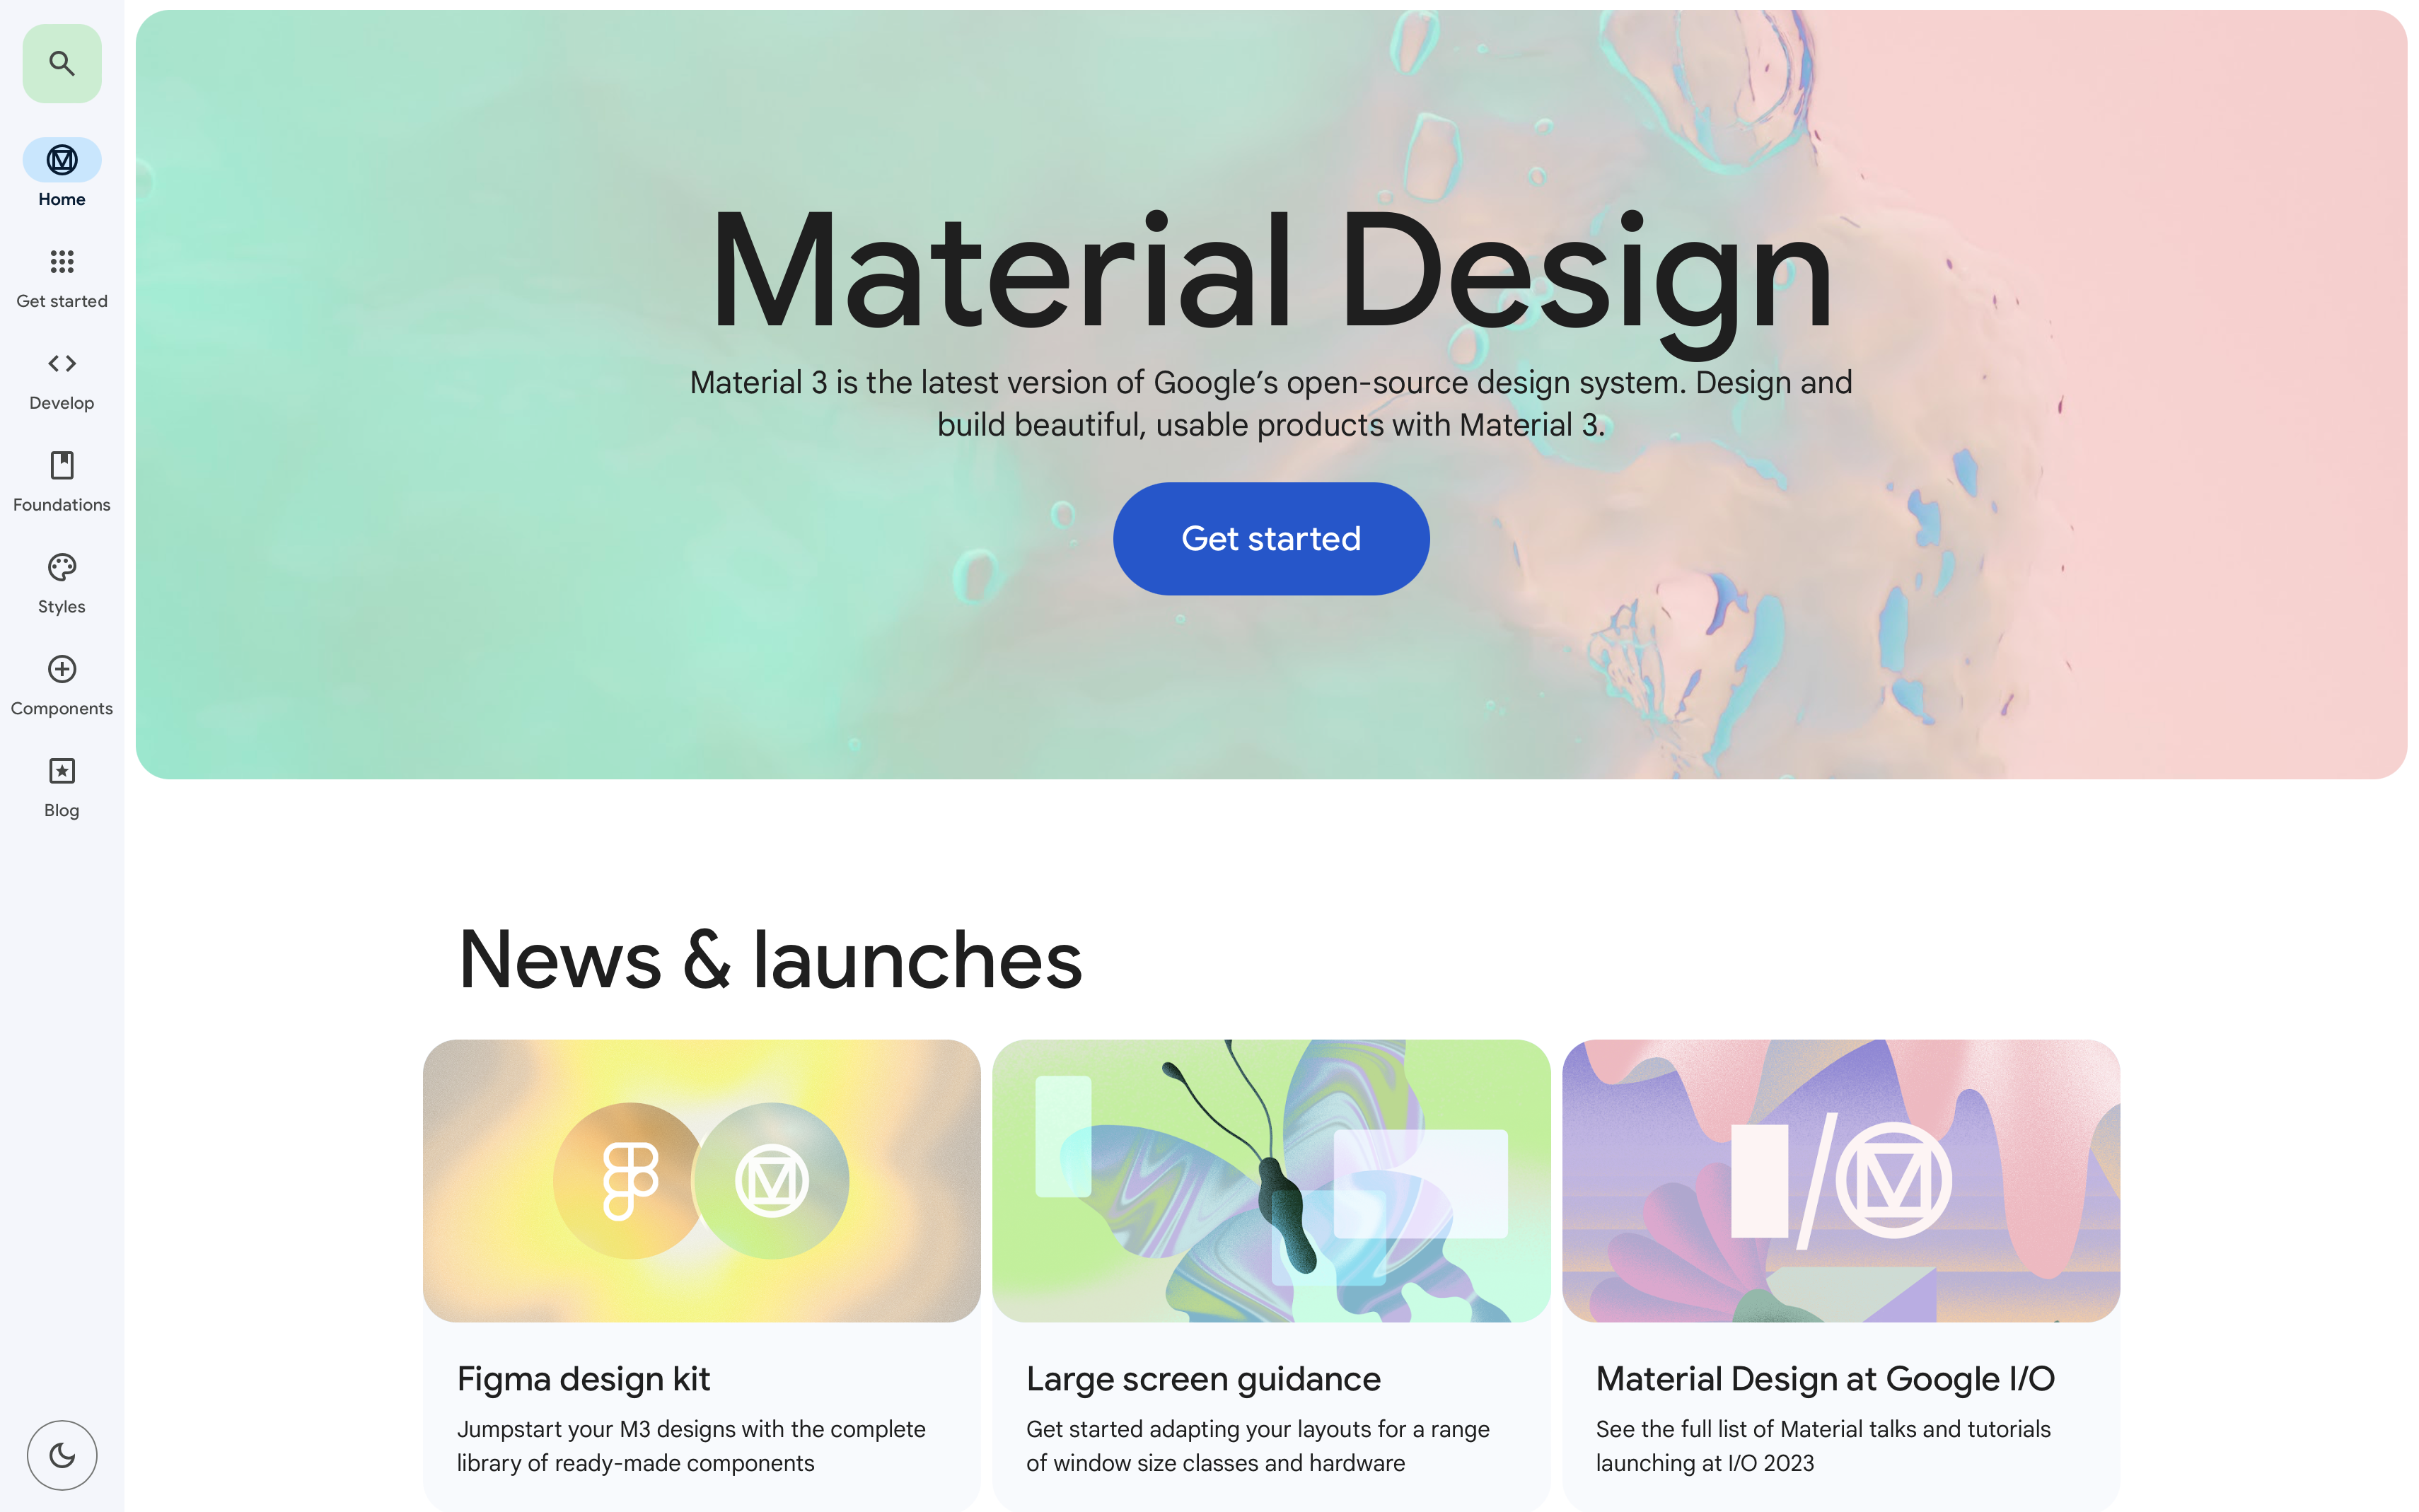 Home
Get started
Develop
Foundations
Styles
Components
Blog
Material Design
Material 3 is the latest version of Google’s open-source design system. Design and
build beautiful, usable products with Material 3.
Get started
News & launches
Figma design kit
Jumpstart your M3 designs with the complete
library of ready-made components
Large screen guidance
Get started adapting your layouts for a range
of window size classes and hardware
Material Design at Google I/O
See the full list of Material talks and tutorials
launching at I/O 2023